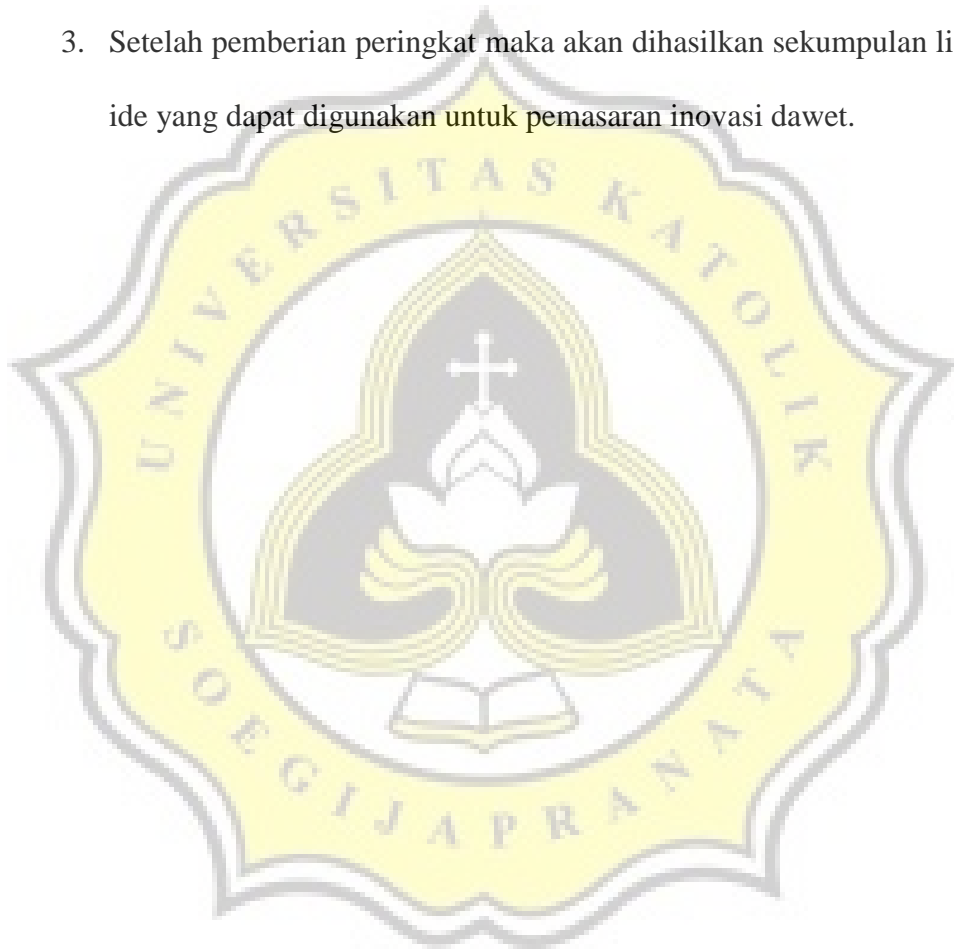 3. Setelah pemberian peringkat maka akan dihasilkan sekumpulan li
ide yang dapat digunakan untuk pemasaran inovasi dawet.
UNIVERSITAS KATOLIK
SOEGIJAPRANATA